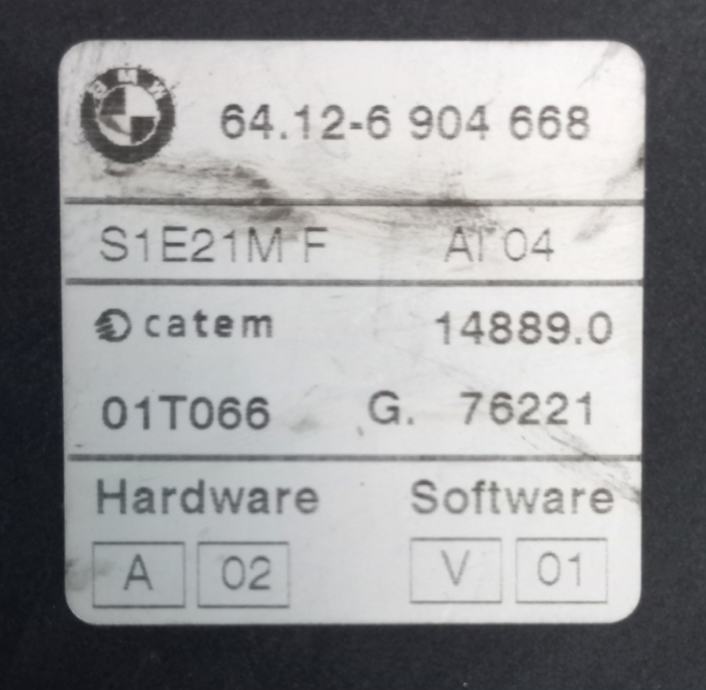 BMW
64.12-6 904 668
S1E21M F AI 04
catem 14889.0
01T066 G. 76221
Hardware Software
A 02 V 01